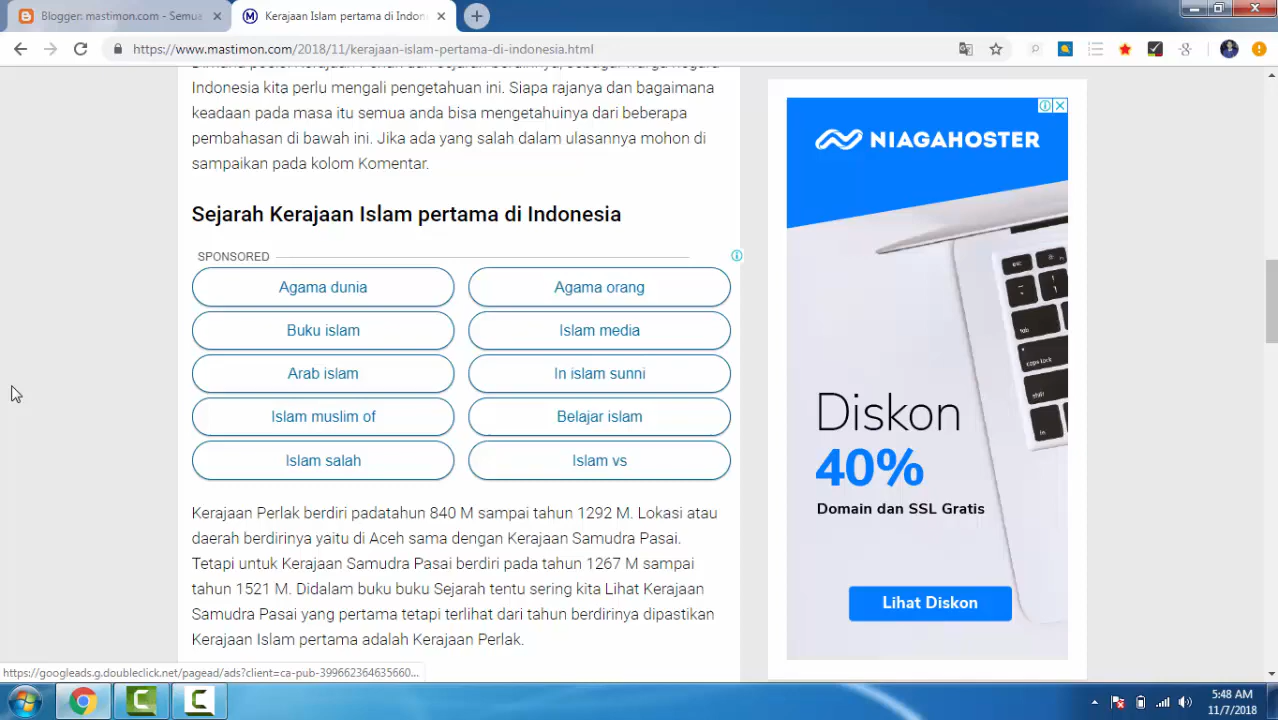 Blogger: mastimon.com - Semua
Kerajaan Islam pertama di Indon
https://www.mastimon.com/2018/11/kerajaan-islam-pertama-di-indonesia.html
Indonesia kita perlu mengali pengetahuan ini. Siapa rajanya dan bagaimana
keadaan pada masa itu semua anda bisa mengetahuinya dari beberapa
pembahasan di bawah ini. Jika ada yang salah dalam ulasannya mohon di
sampaikan pada kolom Komentar.
Sejarah Kerajaan Islam pertama di Indonesia
SPONSORED
Agama dunia
Agama orang
Buku islam
Islam media
Arab islam
In islam sunni
Islam muslim of
Belajar islam
Islam salah
Islam vs
Kerajaan Perlak berdiri padatahun 840 M sampai tahun 1292 M. Lokasi atau
daerah berdirinya yaitu di Aceh sama dengan Kerajaan Samudra Pasai.
Tetapi untuk Kerajaan Samudra Pasai berdiri pada tahun 1267 M sampai
tahun 1521 M. Didalam buku buku Sejarah tentu sering kita Lihat Kerajaan
Samudra Pasai yang pertama tetapi terlihat dari tahun berdirinya dipastikan
Kerajaan Islam pertama adalah Kerajaan Perlak.
NIAGAHOSTER
Diskon
40%
Domain dan SSL Gratis
Lihat Diskon
https://googleads.g.doubleclick.net/pagead/ads?client=ca-pub-399662364635660...
5:48 AM
11/7/2018